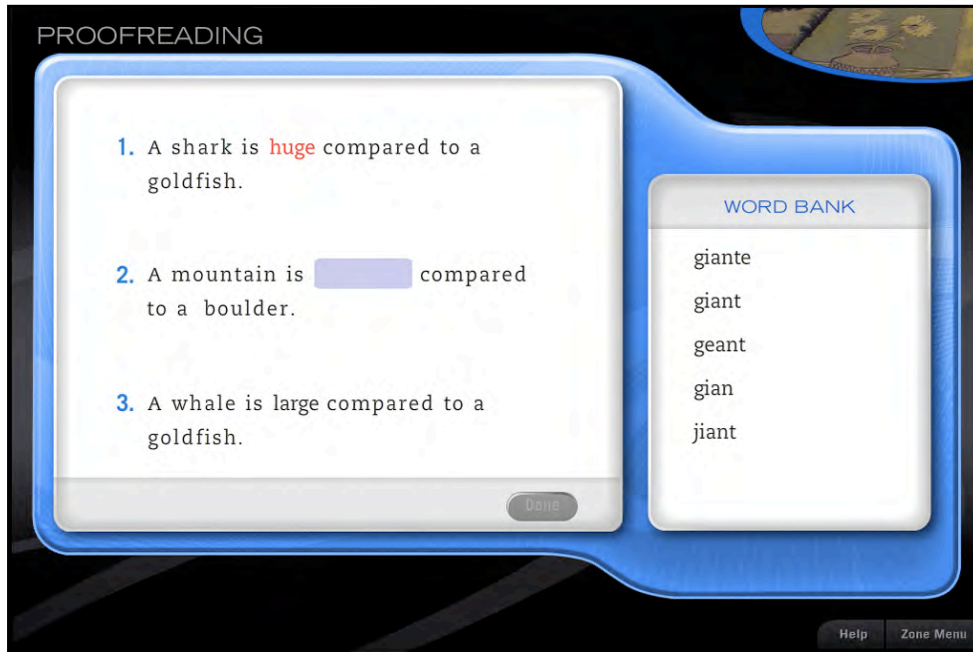 PROOFREADING
1. A shark is huge compared to a
goldfish.
2. A mountain is compared
to a boulder.
3. A whale is large compared to a
goldfish.
Done
WORD BANK
giante
giant
geant
gian
jiant
Help Zone Menu